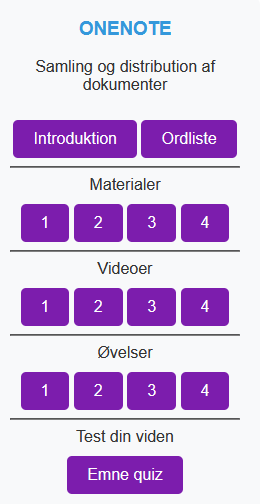 ONENOTE
Samling og distribution af
dokumenter
Introduktion Ordliste
Materialer
1 2 3 4
Videoer
1 2 3 4
Øvelser
1 2 3 4
Test din viden
Emne quiz